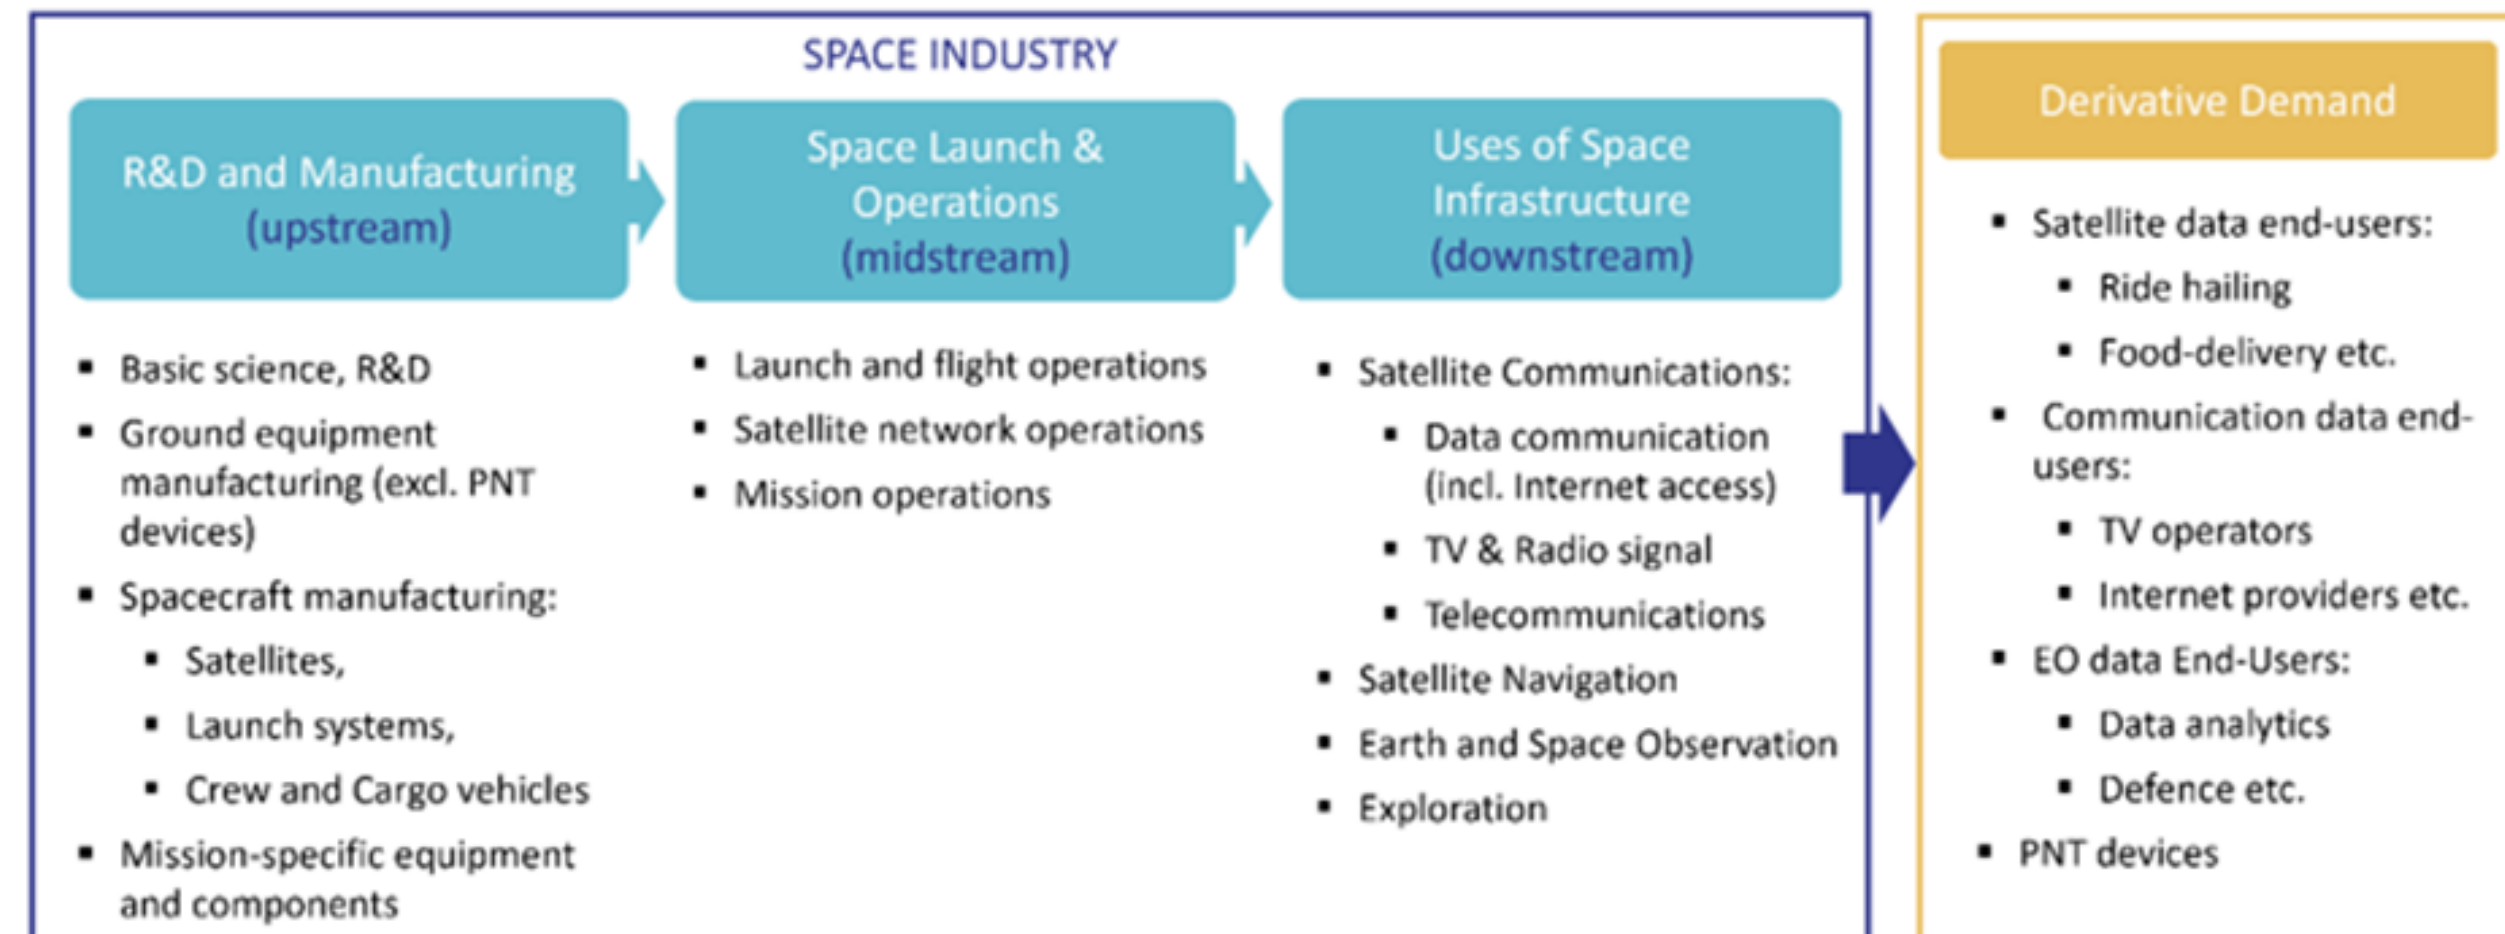 SPACE INDUSTRY
R&D and Manufacturing
(upstream)
▪ Basic science, R&D
▪ Ground equipment
manufacturing (excl. PNT
devices)
▪ Spacecraft manufacturing:
▪ Satellites,
▪ Launch systems,
▪ Crew and Cargo vehicles
▪ Mission-specific equipment
and components
Space Launch &
Operations
(midstream)
▪ Launch and flight operations
▪ Satellite network operations
▪ Mission operations
Uses of Space
Infrastructure
(downstream)
▪ Satellite Communications:
▪ Data communication
(incl. Internet access)
▪ TV & Radio signal
▪ Telecommunications
▪ Satellite Navigation
▪ Earth and Space Observation
▪ Exploration
Derivative Demand
▪ Satellite data end-users:
▪ Ride hailing
▪ Food-delivery etc.
▪ Communication data end-
users:
▪ TV operators
▪ Internet providers etc.
▪ EO data End-Users:
▪ Data analytics
▪ Defence etc.
▪ PNT devices